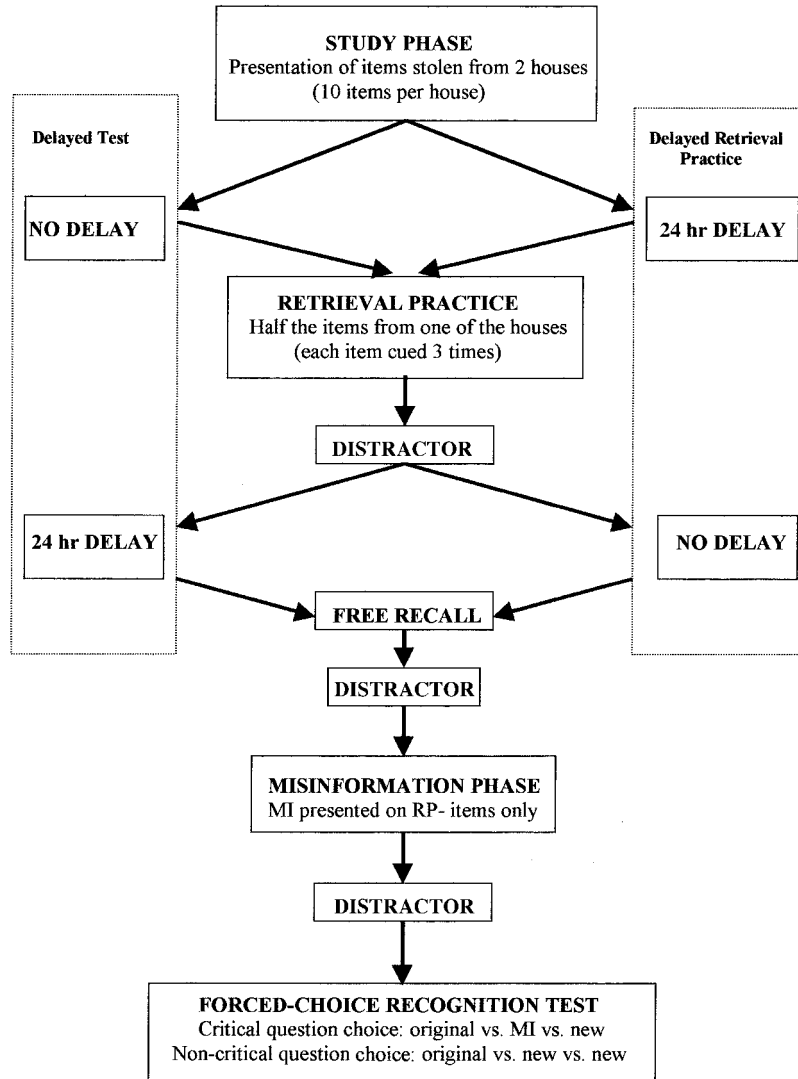 STUDY PHASE
Presentation of items stolen from 2 houses
(10 items per house)
Delayed Test
Delayed Retrieval
Practice
NO DELAY
24 hr DELAY
RETRIEVAL PRACTICE
Half the items from one of the houses
(each item cued 3 times)
DISTRACTOR
24 hr DELAY
NO DELAY
FREE RECALL
DISTRACTOR
MISINFORMATION PHASE
MI presented on RP- items only
DISTRACTOR
FORCED-CHOICE RECOGNITION TEST
Critical question choice: original vs. MI vs. new
Non-critical question choice: original vs. new vs. new